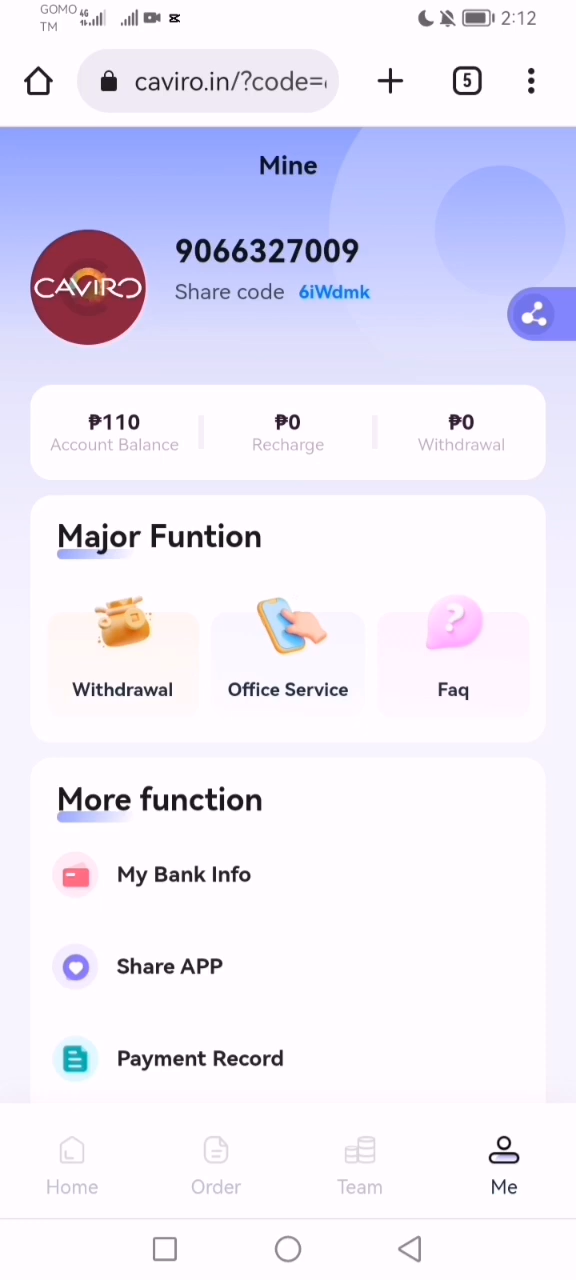 GOMO
TM
4G
2:12
caviro.in/?code=
5
Mine
CAVIRO
9066327009
Share code 6iWdmk
₱110 ₱0 ₱0
Account Balance Recharge Withdrawal
Major Funtion
Withdrawal Office Service Faq
More function
My Bank Info
Share APP
Payment Record
Home Order Team Me